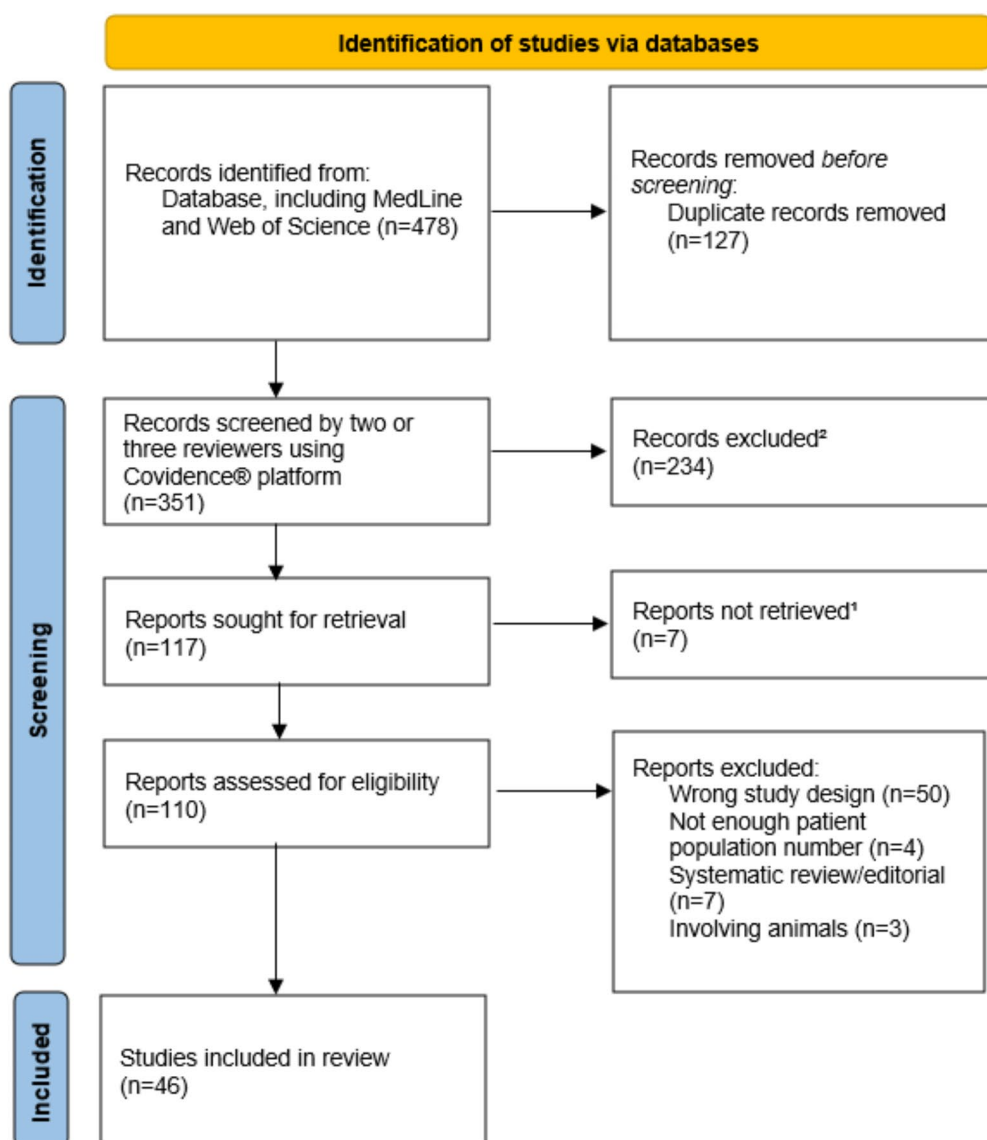 Identification of studies via databases
Identification
Records identified from:
Database, including MedLine
and Web of Science (n=478)
Records removed before
screening:
Duplicate records removed
(n=127)
Screening
Records screened by two or
three reviewers using
Covidence® platform
(n=351)
Records excluded²
(n=234)
Reports sought for retrieval
(n=117)
Reports not retrieved¹
(n=7)
Reports assessed for eligibility
(n=110)
Reports excluded:
Wrong study design (n=50)
Not enough patient
population number (n=4)
Systematic review/editorial
(n=7)
Involving animals (n=3)
Included
Studies included in review
(n=46)